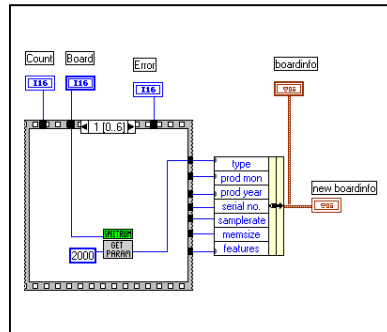 Count
Board
Error
boardinfo
I16
I16
I16
1 [0..6]
type
prod mon
prod year
serial no.
samplerate
memsize
features
new boardinfo
SPECTRUM
GET
PARAM
2000